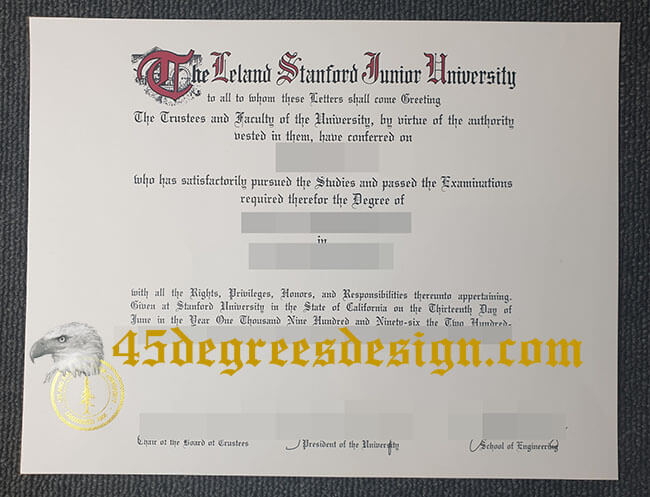 The Leland Stanford Junior University
to all to whom these Letters shall come Greeting
The Trustees and Faculty of the University, by virtue of the authority
vested in them, have conferred on
who has satisfactorily pursued the Studies and passed the Examinations
required therefor the Degree of
in
with all the Rights, Privileges, Honors, and Responsibilities thereunto appertaining.
Given at Stanford University in the State of California on the Thirteenth Day of
June in the Year One Thousand Nine Hundred and Ninety-six the Two Hundred-
45degreesdesign.com
Chair of the Board of Trustees
President of the University
School of Engineering